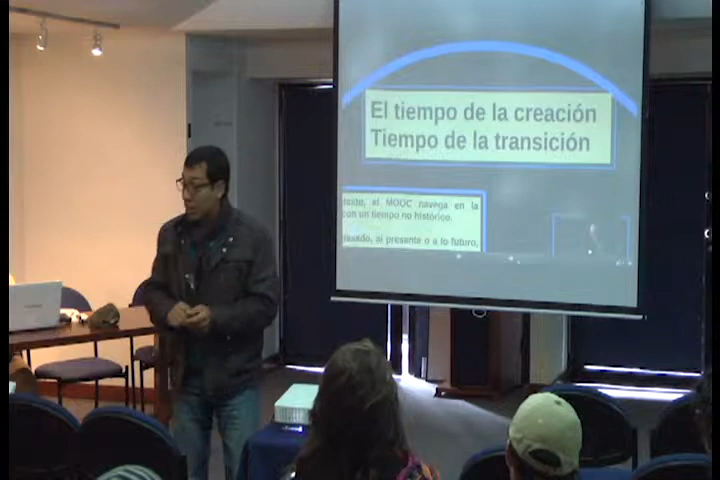 El tiempo de la creación
Tiempo de la transición
texto, el MOOC navega en la
con un tiempo no histórico.
pasado, al presente o a lo futuro,